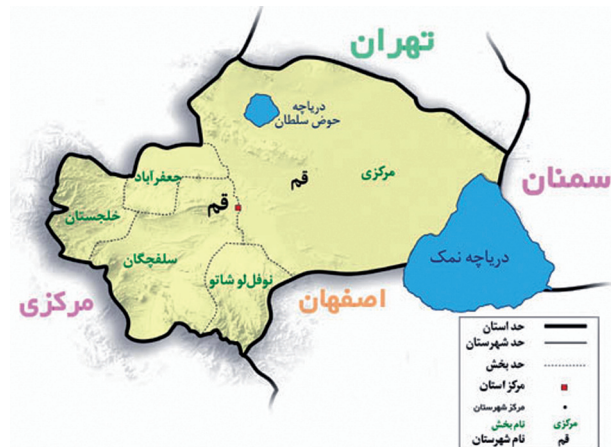 تهران
دریاچه
حوض سلطان
سمنان
مرکزی
قم
جعفرآباد
قم
خلجستان
دریاچه نمک
سلفچگان
نوفل‌لو شاتو
اصفهان
مرکزی
حد استان
حد شهرستان
حد بخش
مرکز استان
مرکز شهرستان
نام بخش مرکزی
نام شهرستان قم